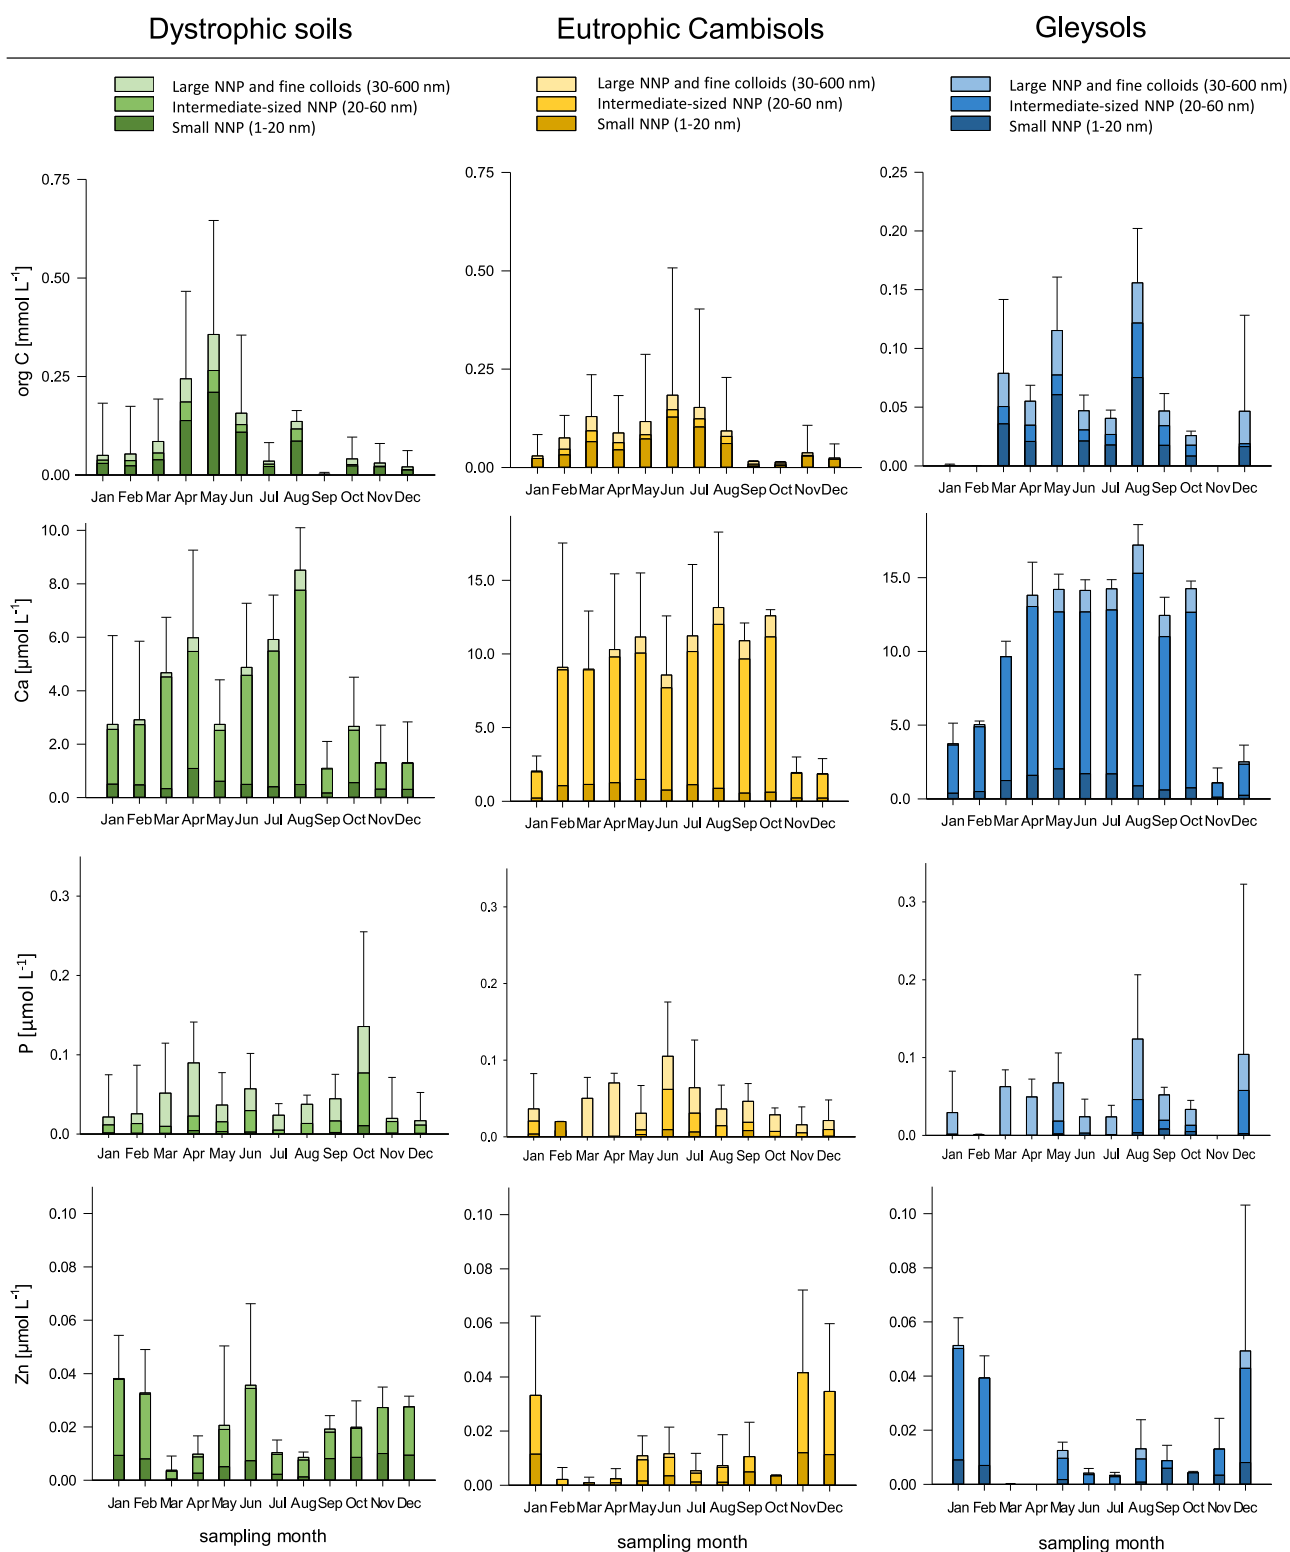 Dystrophic soils Eutrophic Cambisols Gleysols
Large NNP and fine colloids (30-600 nm)
Intermediate-sized NNP (20-60 nm)
Small NNP (1-20 nm)
Large NNP and fine colloids (30-600 nm)
Intermediate-sized NNP (20-60 nm)
Small NNP (1-20 nm)
Large NNP and fine colloids (30-600 nm)
Intermediate-sized NNP (20-60 nm)
Small NNP (1-20 nm)
org C [mmol L⁻¹]
0.75
0.50
0.25
0.00
Jan Feb Mar Apr May Jun Jul Aug Sep Oct Nov Dec
0.75
0.50
0.25
0.00
Jan Feb Mar Apr May Jun Jul Aug Sep Oct Nov Dec
0.25
0.20
0.15
0.10
0.05
0.00
Jan Feb Mar Apr May Jun Jul Aug Sep Oct Nov Dec
Ca [µmol L⁻¹]
10.0
8.0
6.0
4.0
2.0
0.0
Jan Feb Mar Apr May Jun Jul Aug Sep Oct Nov Dec
15.0
10.0
5.0
0.0
Jan Feb Mar Apr May Jun Jul Aug Sep Oct Nov Dec
15.0
10.0
5.0
0.0
Jan Feb Mar Apr May Jun Jul Aug Sep Oct Nov Dec
P [µmol L⁻¹]
0.3
0.2
0.1
0.0
Jan Feb Mar Apr May Jun Jul Aug Sep Oct Nov Dec
0.3
0.2
0.1
0.0
Jan Feb Mar Apr May Jun Jul Aug Sep Oct Nov Dec
0.3
0.2
0.1
0.0
Jan Feb Mar Apr May Jun Jul Aug Sep Oct Nov Dec
Zn [µmol L⁻¹]
0.10
0.08
0.06
0.04
0.02
0.00
Jan Feb Mar Apr May Jun Jul Aug Sep Oct Nov Dec
sampling month
0.10
0.08
0.06
0.04
0.02
0.00
Jan Feb Mar Apr May Jun Jul Aug Sep Oct Nov Dec
sampling month
0.10
0.08
0.06
0.04
0.02
0.00
Jan Feb Mar Apr May Jun Jul Aug Sep Oct Nov Dec
sampling month